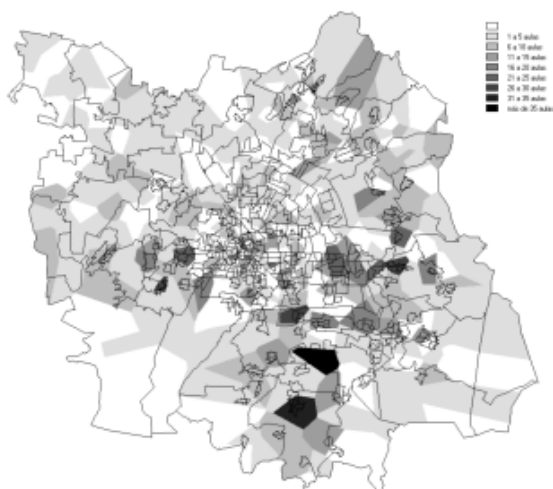 1 a 5 aulas
6 a 10 aulas
11 a 15 aulas
16 a 20 aulas
21 a 25 aulas
26 a 30 aulas
31 a 35 aulas
más de 35 aulas